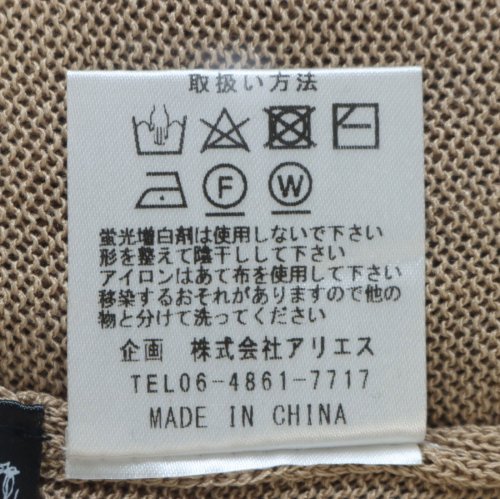 取扱い方法
F
W
蛍光増白剤は使用しないで下さい
形を整えて陰干しして下さい
アイロンはあて布を使用して下さい
移染するおそれがありますので他の
物と分けて洗ってください
企画 株式会社アリエス
TEL06-4861-7717
MADE IN CHINA